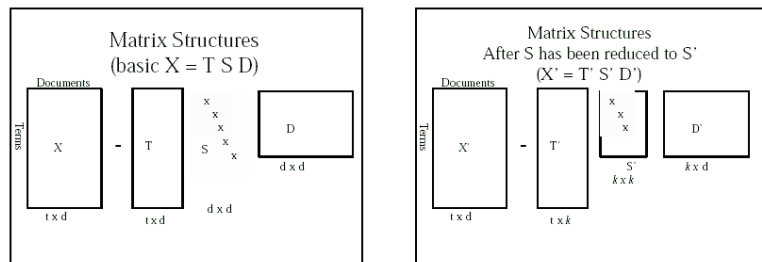 Matrix Structures
(basic X = T S D)
Documents
Terms
X
-
T
x
x
x
x
x
S
D
t x d
t x d
d x d
d x d
Matrix Structures
After S has been reduced to S'
(X' = T' S' D')
Documents
Terms
X'
-
T'
x
x
x
S'
k x k
D'
k x d
t x d
t x k